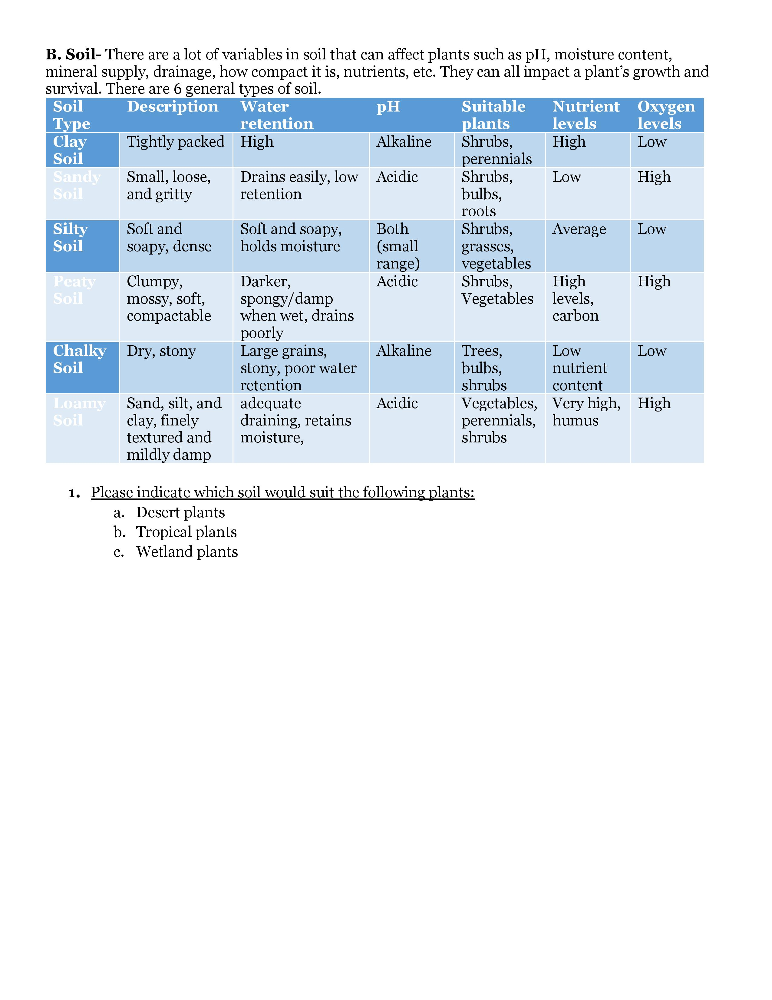 B. Soil- There are a lot of variables in soil that can affect plants such as pH, moisture content,
mineral supply, drainage, how compact it is, nutrients, etc. They can all impact a plant’s growth and
survival. There are 6 general types of soil.
Soil Type Description Water retention pH Suitable plants Nutrient levels Oxygen levels
Clay Soil Tightly packed High Alkaline Shrubs, perennials High Low
Sandy Soil Small, loose, and gritty Drains easily, low retention Acidic Shrubs, bulbs, roots Low High
Silty Soil Soft and soapy, dense Soft and soapy, holds moisture Both (small range) Shrubs, grasses, vegetables Average Low
Peaty Soil Clumpy, mossy, soft, compactable Darker, spongy/damp when wet, drains poorly Acidic Shrubs, Vegetables High levels, carbon High
Chalky Soil Dry, stony Large grains, stony, poor water retention Alkaline Trees, bulbs, shrubs Low nutrient content Low
Loamy Soil Sand, silt, and clay, finely textured and mildly damp adequate draining, retains moisture, Acidic Vegetables, perennials, shrubs Very high, humus High
1. Please indicate which soil would suit the following plants:
a. Desert plants
b. Tropical plants
c. Wetland plants